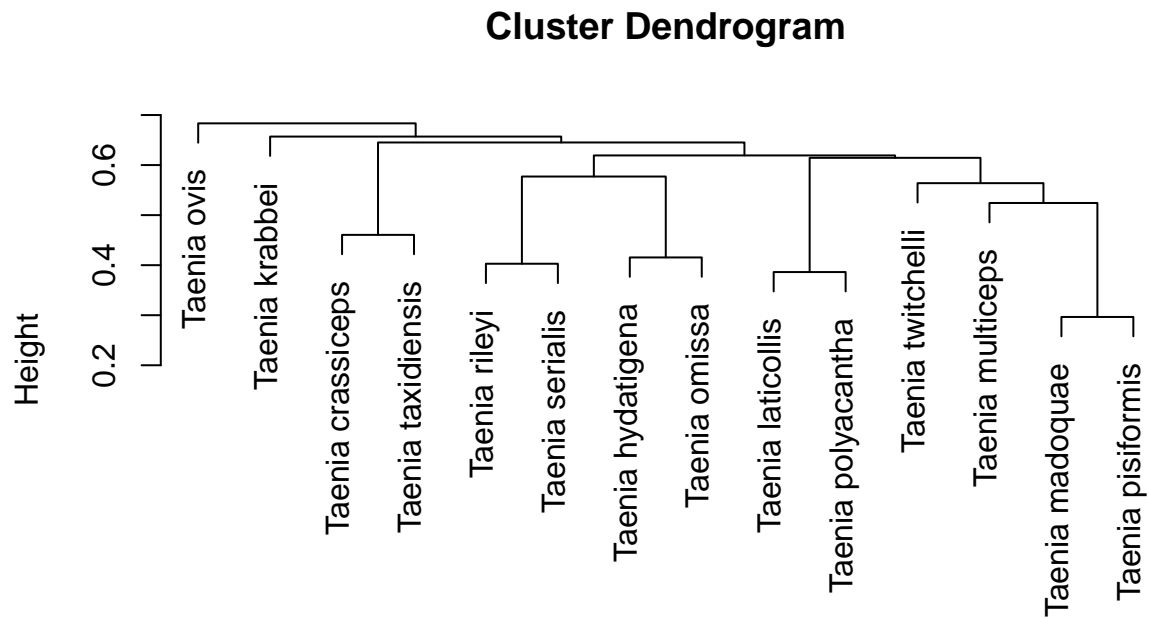 Cluster Dendrogram
Height
0.2
0.4
0.6
Taenia ovis
Taenia krabbei
Taenia crassiceps
Taenia taxidiensis
Taenia rileyi
Taenia serialis
Taenia hydatigena
Taenia omissa
Taenia laticollis
Taenia polyacantha
Taenia twitchelli
Taenia multiceps
Taenia madoquae
Taenia pisiformis